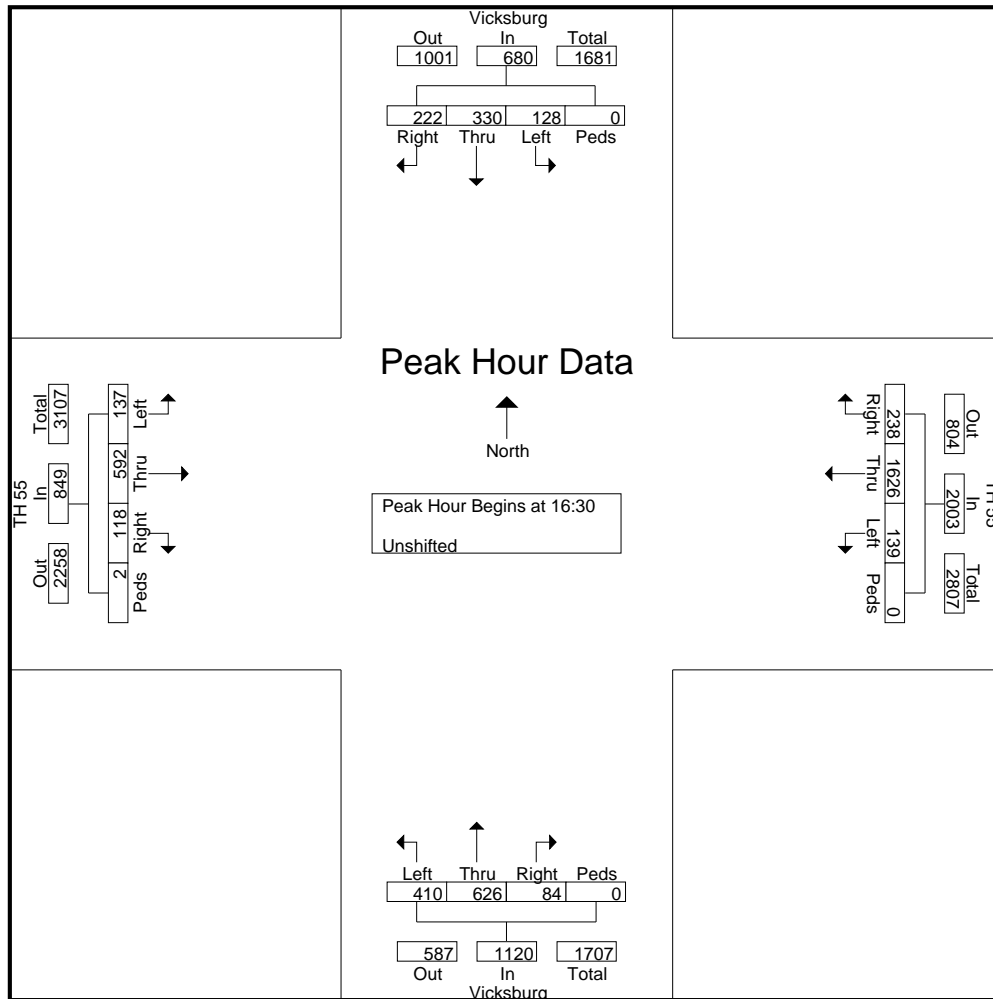 Vicksburg
Out In Total
1001 680 1681
222 330 128 0
Right Thru Left Peds
Peak Hour Data
North
Peak Hour Begins at 16:30
Unshifted
TH 55
Total In Out
3107 849 2258
137 592 118 2
Left Thru Right Peds
TH 55
Out In Total
804 2003 2807
238 1626 139 0
Right Thru Left Peds
Left Thru Right Peds
410 626 84 0
587 1120 1707
Out In Total
Vicksburg